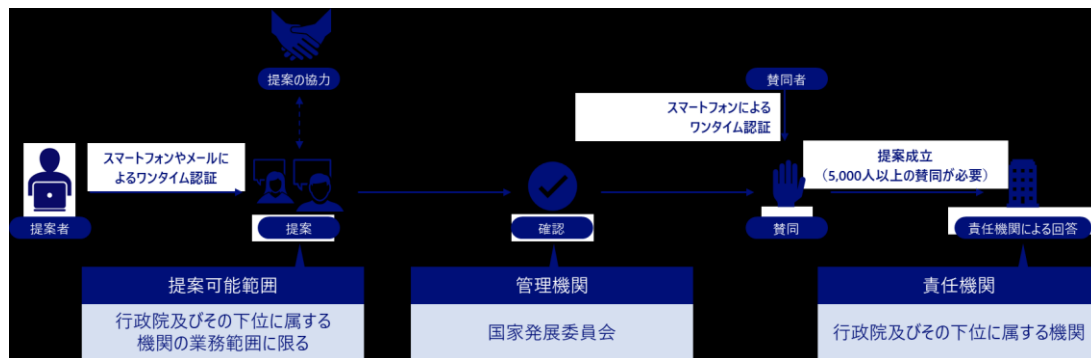 提案の協力
賛同者
スマートフォンによる
ワンタイム認証
スマートフォンやメールに
よるワンタイム認証
提案成立
（5,000人以上の賛同が必要）
提案者
提案
確認
賛同
責任機関による回答
提案可能範囲
行政院及びその下位に属する
機関の業務範囲に限る
管理機関
国家発展委員会
責任機関
行政院及びその下位に属する機関